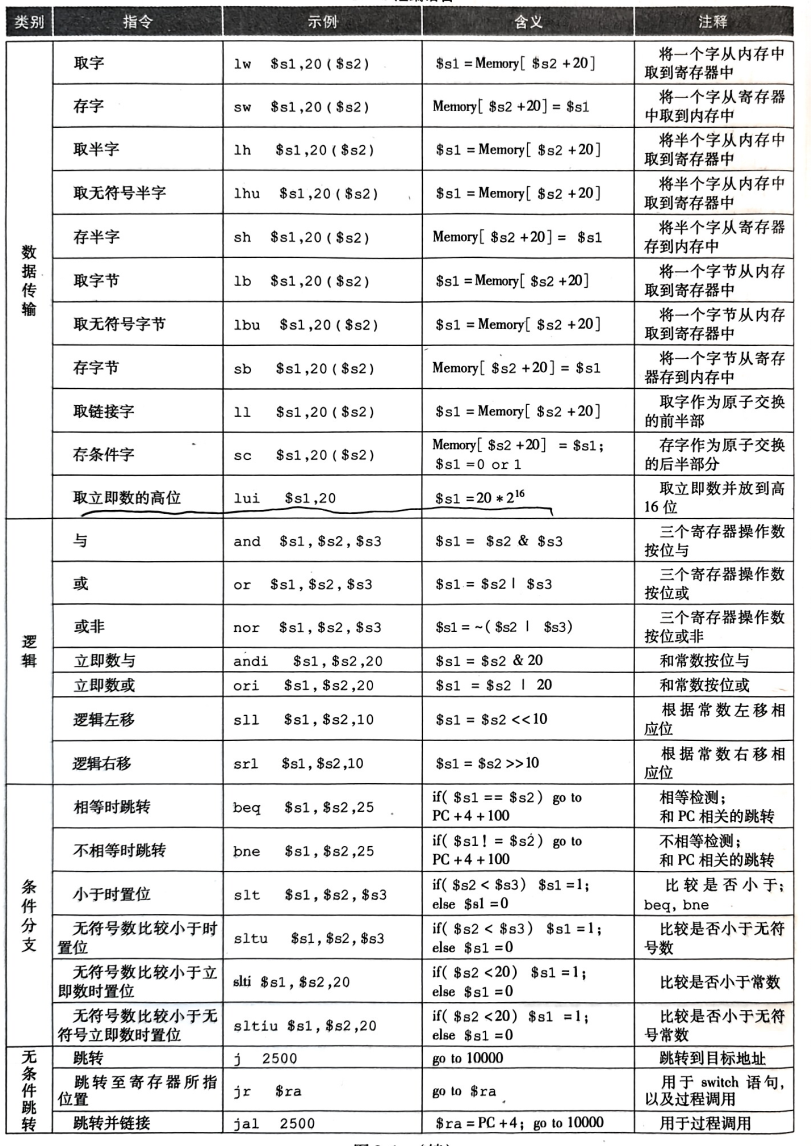 类别 指令 示例 含义 注释
数据传输
取字 lw $s1,20($s2) $s1=Memory[$s2+20] 将一个字从内存中取到寄存器中
存字 sw $s1,20($s2) Memory[$s2+20]=$s1 将一个字从寄存器中取到内存中
取半字 lh $s1,20($s2) $s1=Memory[$s2+20] 将半个字从内存中取到寄存器中
取无符号半字 lhu $s1,20($s2) $s1=Memory[$s2+20] 将半个字从内存中取到寄存器中
存半字 sh $s1,20($s2) Memory[$s2+20]= $s1 将半个字从寄存器存到内存中
取字节 lb $s1,20($s2) $s1=Memory[$s2+20] 将一个字节从内存取到寄存器中
取无符号字节 lbu $s1,20($s2) $s1=Memory[$s2+20] 将一个字节从内存取到寄存器中
存字节 sb $s1,20($s2) Memory[$s2+20]=$s1 将一个字节从寄存器存到内存中
取链接字 ll $s1,20($s2) $s1=Memory[$s2+20] 取字作为原子交换的前半部
存条件字 sc $s1,20($s2) Memory[$s2+20] =$s1; $s1=0 or 1 存字作为原子交换的后半部分
取立即数的高位 lui $s1,20 $s1=20*2¹⁶ 取立即数并放到高16位
逻辑
与 and $s1,$s2,$s3 $s1= $s2 & $s3 三个寄存器操作数按位与
或 or $s1,$s2,$s3 $s1=$s2| $s3 三个寄存器操作数按位或
或非 nor $s1,$s2,$s3 $s1=~($s2 | $s3) 三个寄存器操作数按位或非
立即数与 andi $s1,$s2,20 $s1=$s2 & 20 和常数按位与
立即数或 ori $s1,$s2,20 $s1 =$s2 | 20 和常数按位或
逻辑左移 sll $s1,$s2,10 $s1=$s2<<10 根据常数左移相应位
逻辑右移 srl $s1,$s2,10 $s1=$s2>>10 根据常数右移相应位
条件分支
相等时跳转 beq $s1,$s2,25 if($s1==$s2) go to PC+4+100 相等检测; 和PC相关的跳转
不相等时跳转 bne $s1,$s2,25 if($s1!=$s2) go to PC+4+100 不相等检测; 和PC相关的跳转
小于时置位 slt $s1,$s2,$s3 if($s2<$s3) $s1=1; else $s1=0 比较是否小于; beq, bne
无符号数比较小于时置位 sltu $s1,$s2,$s3 if($s2<$s3) $s1=1; else $s1=0 比较是否小于无符号数
无符号数比较小于立即数时置位 slti $s1,$s2,20 if($s2<20) $s1=1; else $s1=0 比较是否小于常数
无符号数比较小于无符号立即数时置位 sltiu $s1,$s2,20 if($s2<20) $s1 =1; else $s1=0 比较是否小于无符号常数
无条件跳转
跳转 j 2500 go to 10000 跳转到目标地址
跳转至寄存器所指位置 jr $ra go to $ra 用于 switch 语句,以及过程调用
跳转并链接 jal 2500 $ra=PC+4; go to 10000 用于过程调用